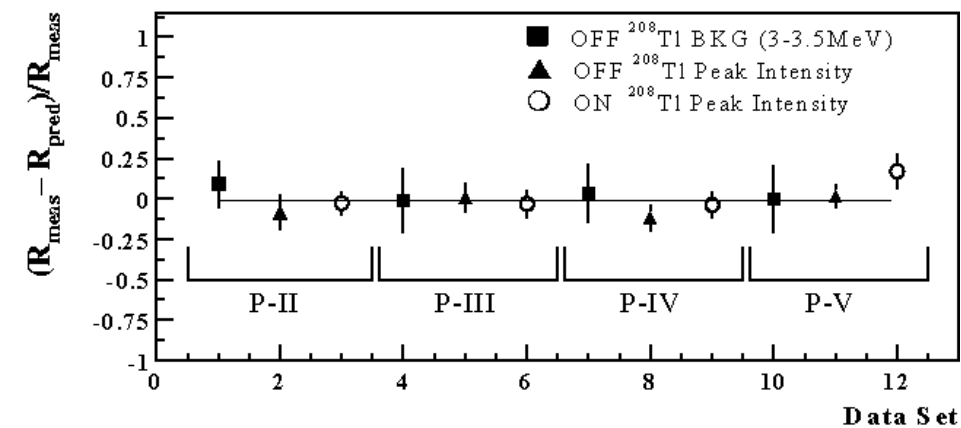 (R_meas − R_pred)/R_meas
1
0.75
0.5
0.25
0
-0.25
-0.5
-0.75
-1
OFF ²⁰⁸Tl BKG (3-3.5MeV)
OFF ²⁰⁸Tl Peak Intensity
ON ²⁰⁸Tl Peak Intensity
P-II P-III P-IV P-V
0 2 4 6 8 10 12
Data Set